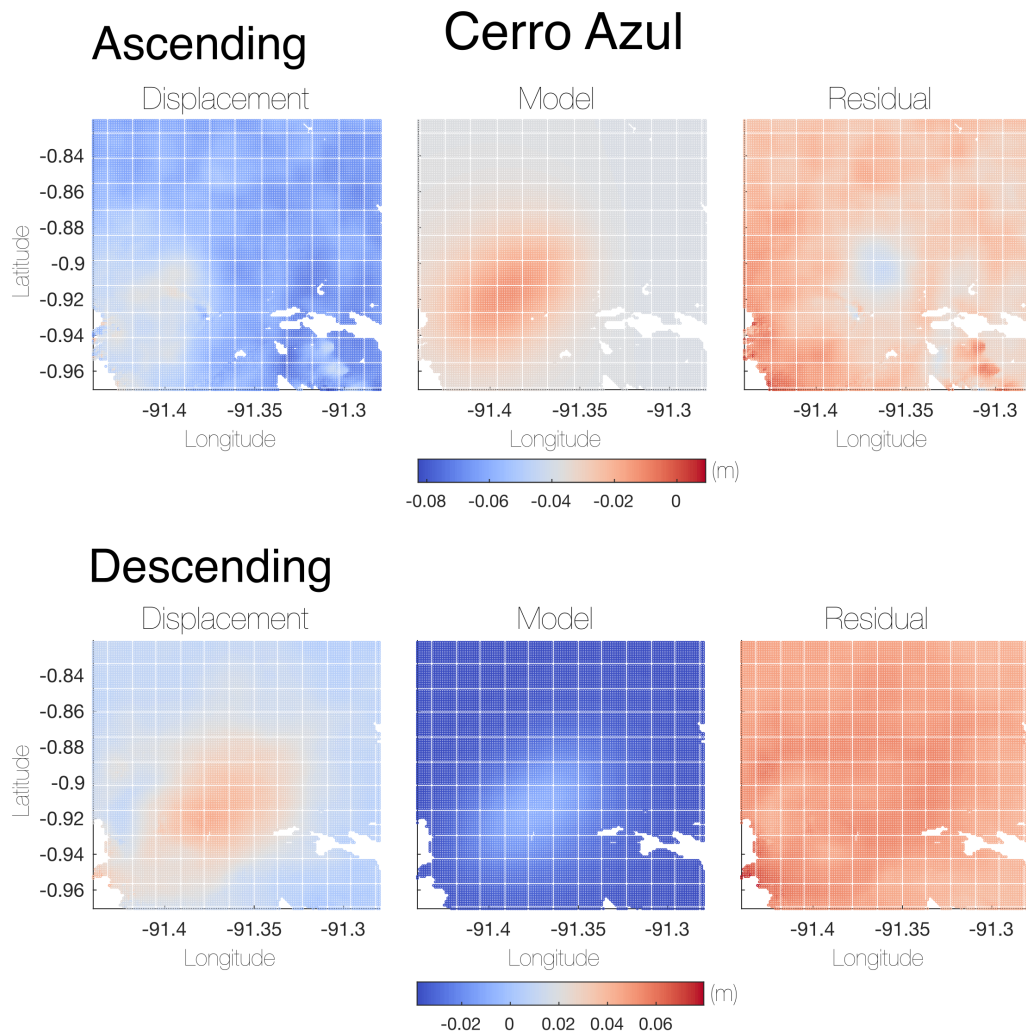 Ascending Cerro Azul
Displacement Model Residual
-0.84
-0.86
-0.88
-0.9
-0.92
-0.94
-0.96
Latitude
-91.4 -91.35 -91.3 -91.4 -91.35 -91.3 -91.4 -91.35 -91.3
Longitude Longitude Longitude
(m)
-0.08 -0.06 -0.04 -0.02 0
Descending
Displacement Model Residual
-0.84
-0.86
-0.88
-0.9
-0.92
-0.94
-0.96
Latitude
-91.4 -91.35 -91.3 -91.4 -91.35 -91.3 -91.4 -91.35 -91.3
Longitude Longitude Longitude
(m)
-0.02 0 0.02 0.04 0.06